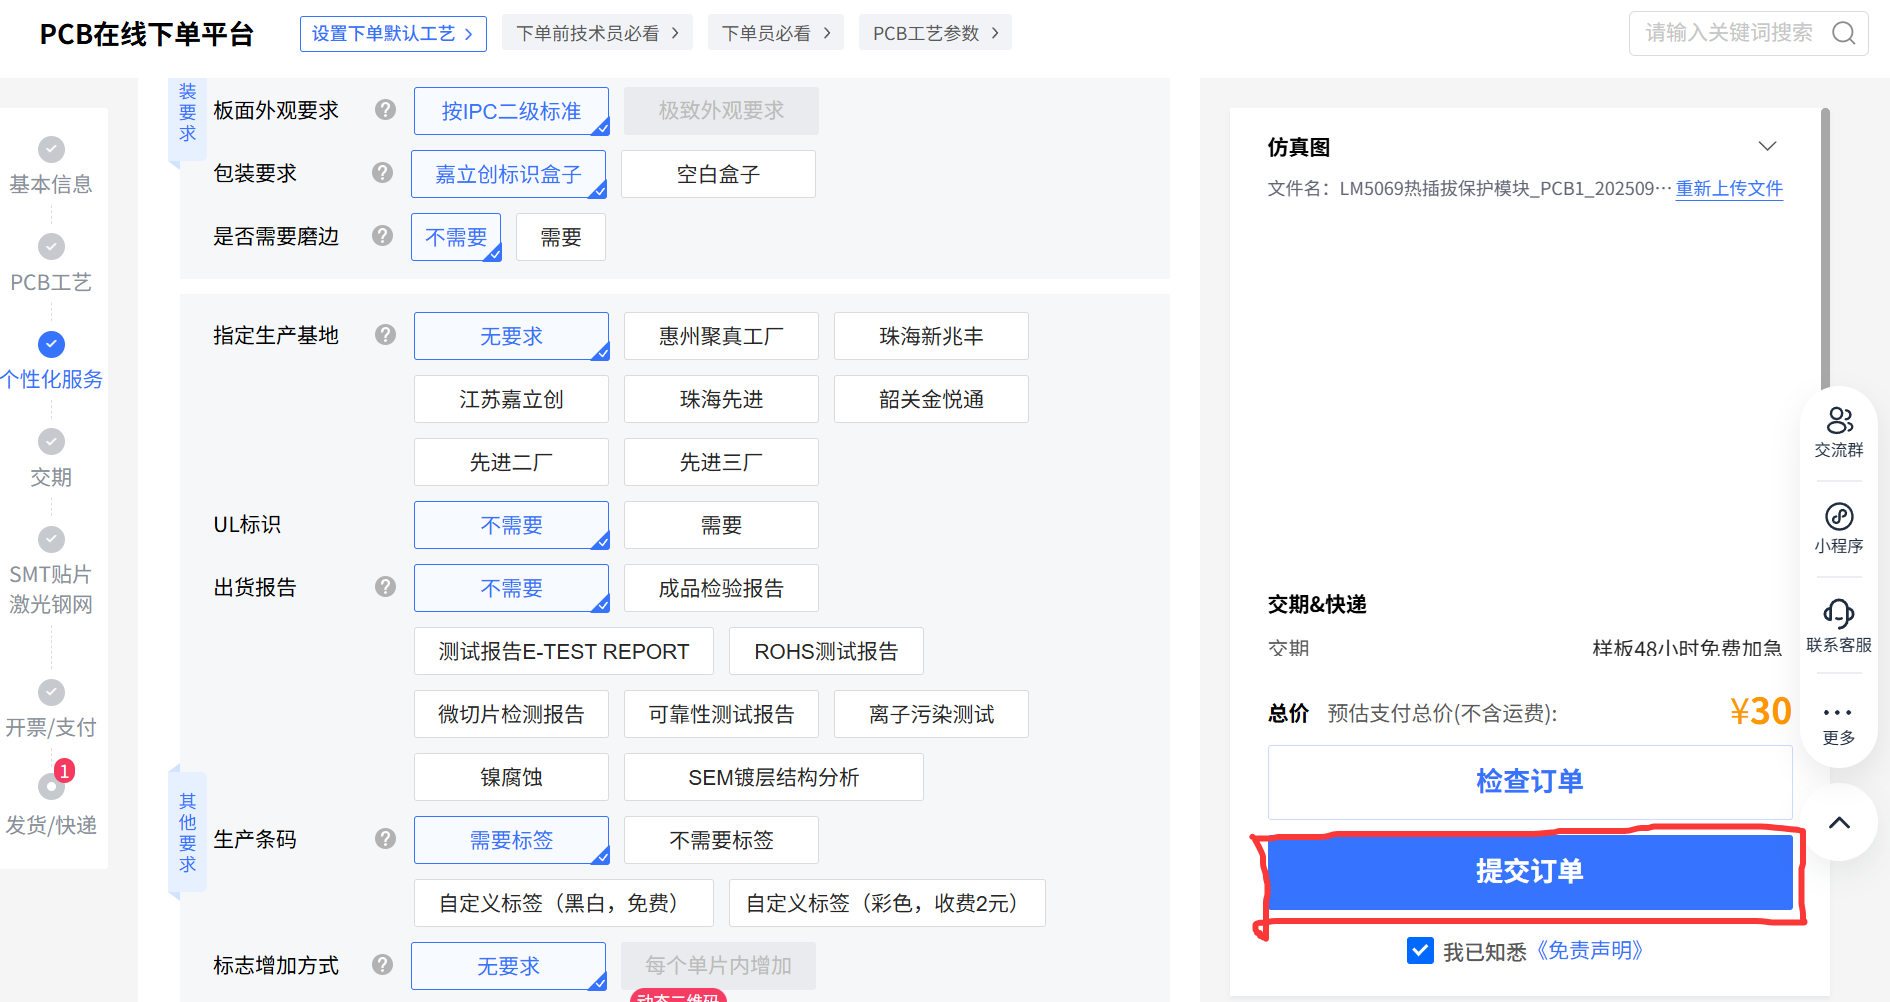 PCB在线下单平台
设置下单默认工艺
下单前技术员必看
下单员必看
PCB工艺参数
请输入关键词搜索
基本信息
PCB工艺
个性化服务
交期
SMT贴片
激光钢网
开票/支付
1
发货/快递
装要求
板面外观要求
按IPC二级标准
极致外观要求
包装要求
嘉立创标识盒子
空白盒子
是否需要磨边
不需要
需要
其他要求
指定生产基地
无要求
惠州聚真工厂
珠海新兆丰
江苏嘉立创
珠海先进
韶关金悦通
先进二厂
先进三厂
UL标识
不需要
需要
出货报告
不需要
成品检验报告
测试报告E-TEST REPORT
ROHS测试报告
微切片检测报告
可靠性测试报告
离子污染测试
镍腐蚀
SEM镀层结构分析
生产条码
需要标签
不需要标签
自定义标签（黑白，免费）
自定义标签（彩色，收费2元）
标志增加方式
无要求
每个单片内增加
动态二维码
仿真图
文件名：LM5069热插拔保护模块_PCB1_202509··· 重新上传文件
交期&快递
交期 样板48小时免费加急
总价 预估支付总价(不含运费): ¥30
检查订单
提交订单
我已知悉《免责声明》
交流群
小程序
联系客服
更多